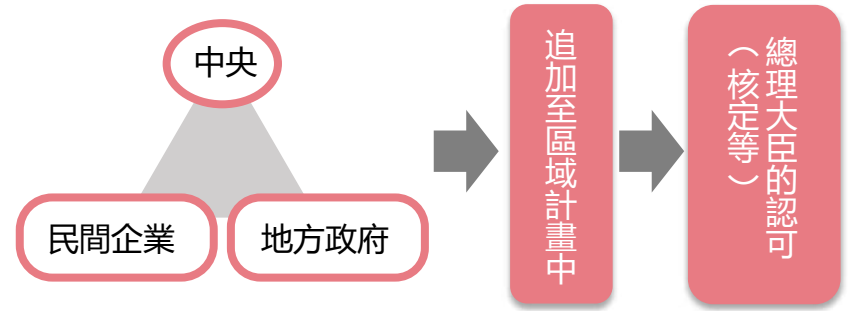 中央
民間企業
地方政府
追加至區域計畫中
總理大臣的認可
（核定等）